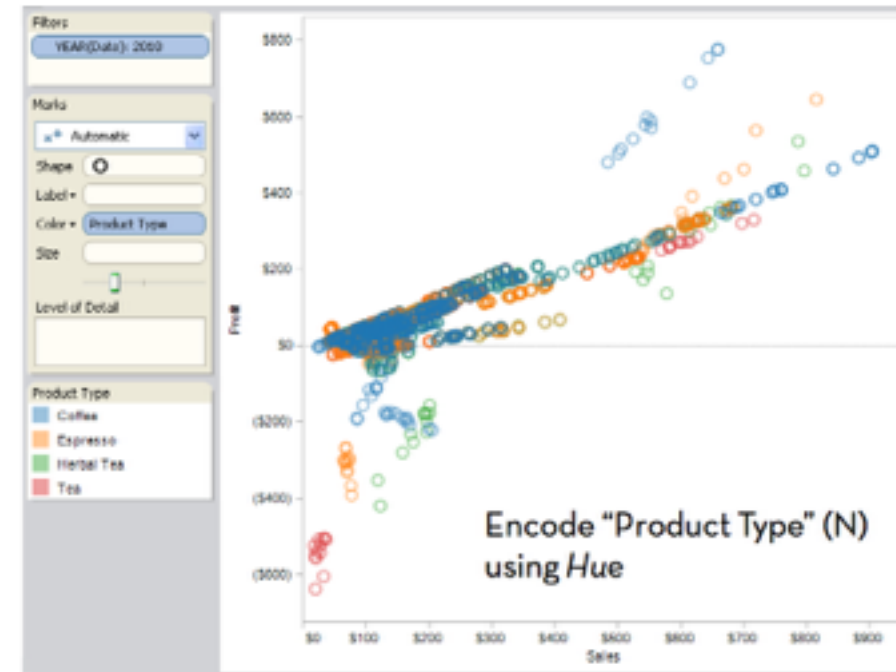 Filters
YEAR(Date): 2010
Marks
Automatic
Shape
Label
Color
Product Type
Size
Level of Detail
Product Type
Coffee
Espresso
Herbal Tea
Tea
Profit
$800
$600
$400
$200
$0
($200)
($400)
($600)
Encode “Product Type” (N)
using Hue
$0 $100 $200 $300 $400 $500 $600 $700 $800 $900
Sales